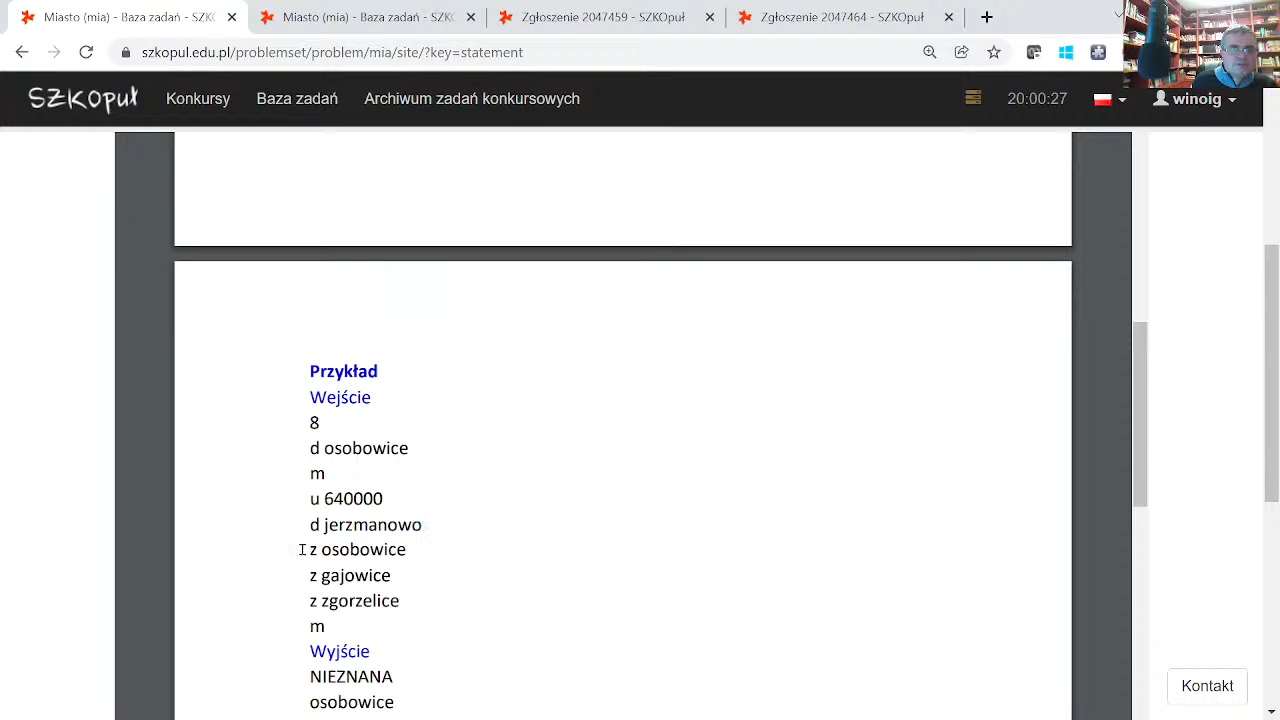 Miasto (mia) - Baza zadań - SZKO
Miasto (mia) - Baza zadań - SZKO
Zgłoszenie 2047459 - SZKOpuł
Zgłoszenie 2047464 - SZKOpuł
szkopul.edu.pl/problemset/problem/mia/site/?key=statement
SZKOpuł
Konkursy
Baza zadań
Archiwum zadań konkursowych
20:00:27
winoig
Przykład
Wejście
8
d osobowice
m
u 640000
d jerzmanowo
z osobowice
z gajowice
z zgorzelice
m
Wyjście
NIEZNANA
osobowice
Kontakt